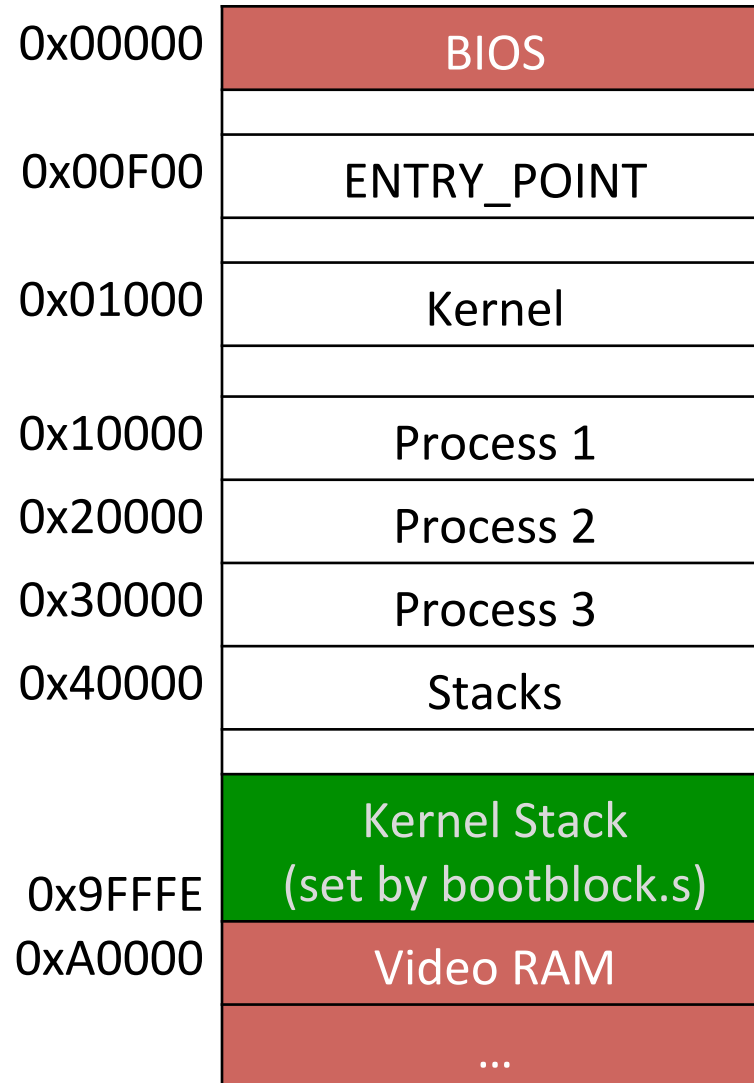 0x00000 BIOS
0x00F00 ENTRY_POINT
0x01000 Kernel
0x10000 Process 1
0x20000 Process 2
0x30000 Process 3
0x40000 Stacks
Kernel Stack
0x9FFFE (set by bootblock.s)
0xA0000 Video RAM
...